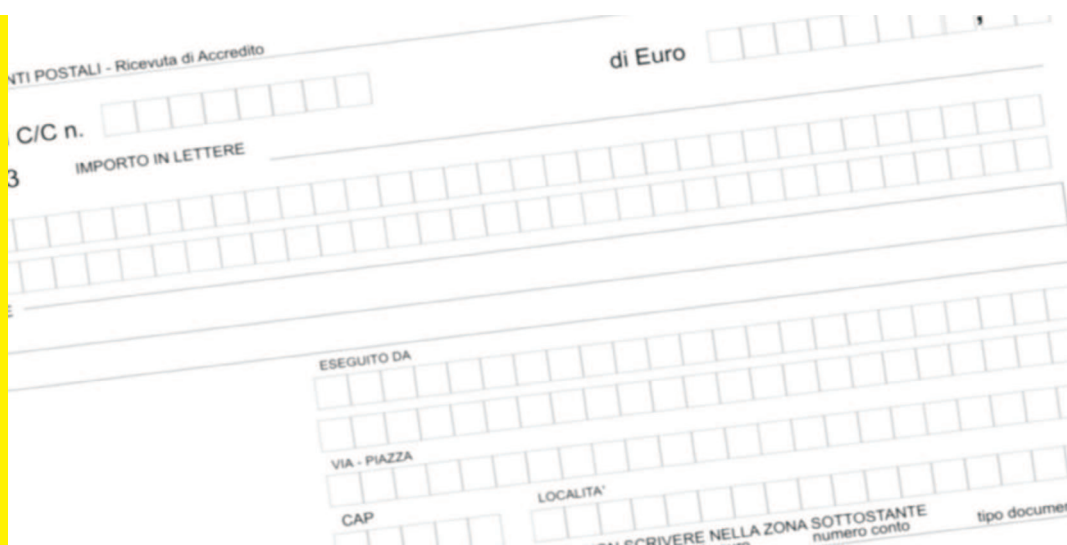 NTI POSTALI - Ricevuta di Accredito
di Euro
,
C/C n.
3
IMPORTO IN LETTERE
E
ESEGUITO DA
VIA - PIAZZA
CAP
LOCALITA'
SCRIVERE NELLA ZONA SOTTOSTANTE
numero conto
tipo documen